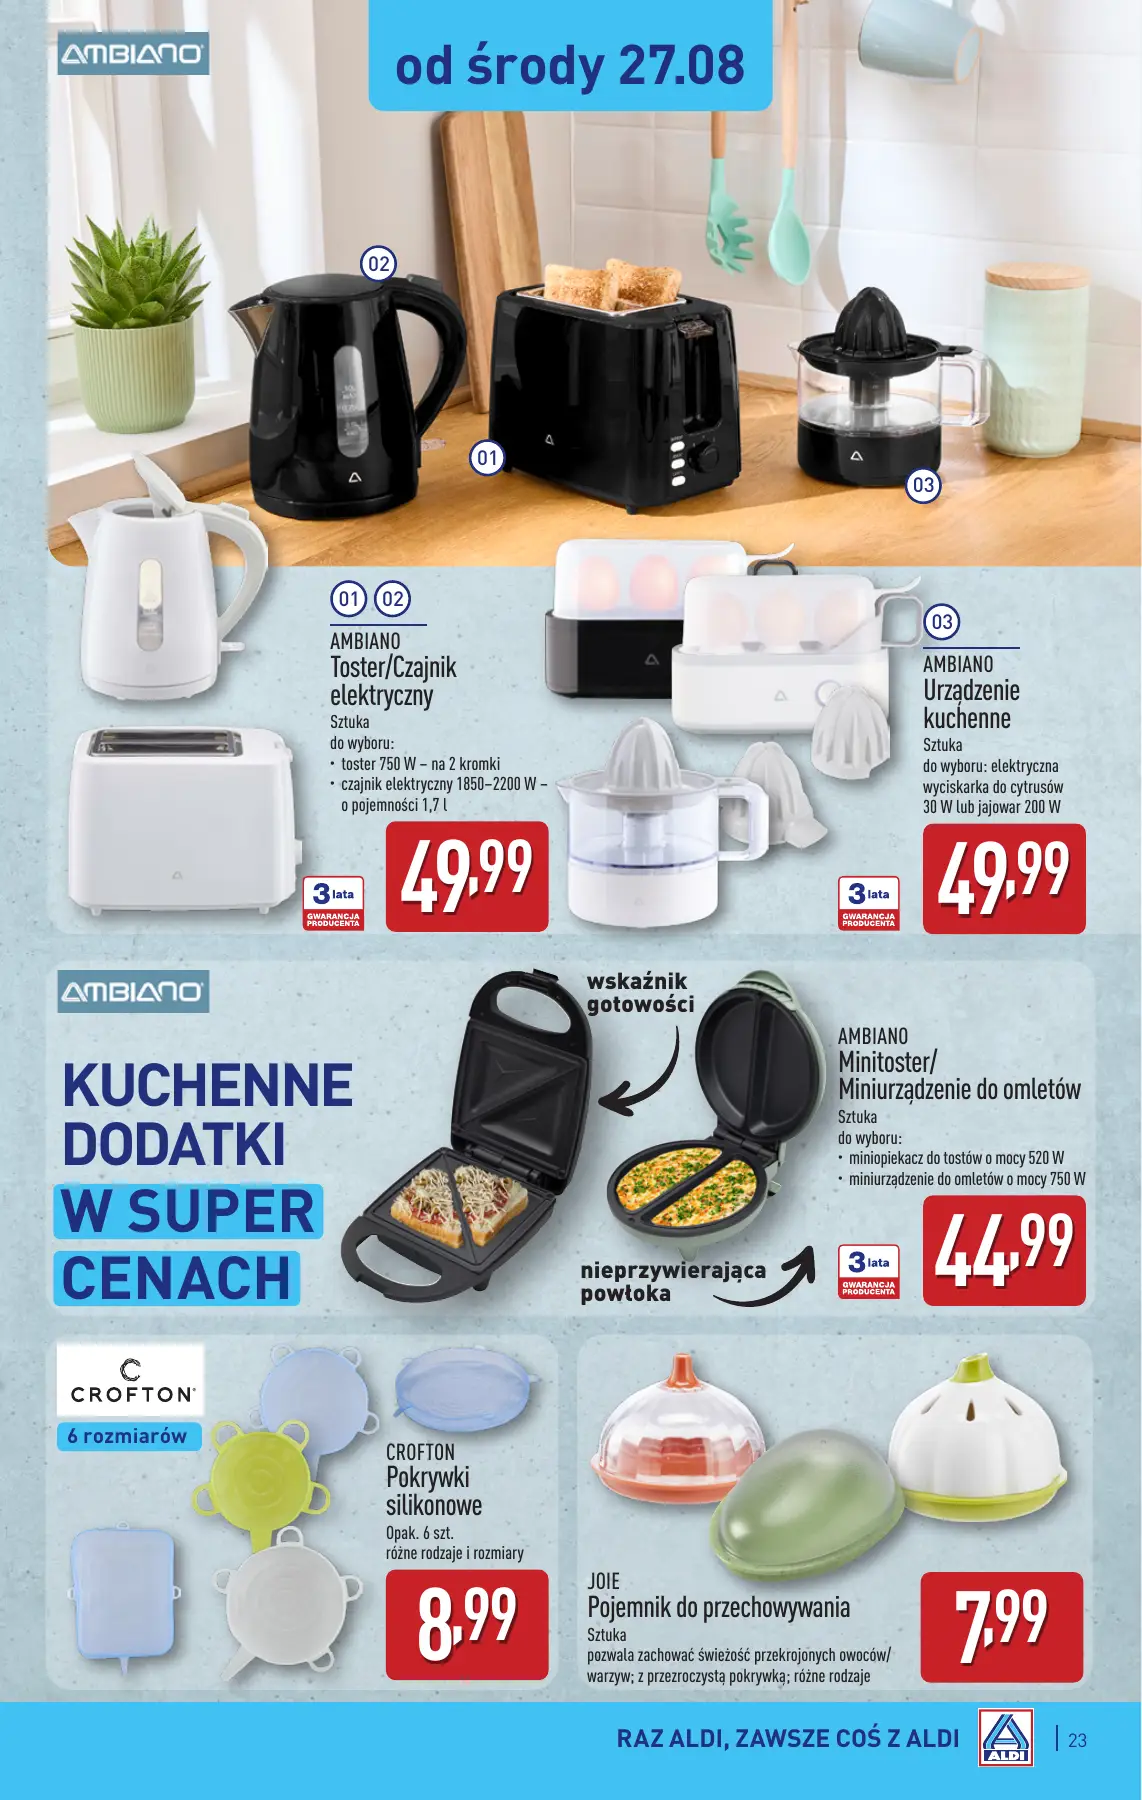 AMBIANO
od środy 27.08
02
01
03
01 02
AMBIANO
Toster/Czajnik
elektryczny
Sztuka
do wyboru:
• toster 750 W – na 2 kromki
• czajnik elektryczny 1850–2200 W –
o pojemności 1,7 l
3 lata
GWARANCJA
PRODUCENTA
49,99
03
AMBIANO
Urządzenie
kuchenne
Sztuka
do wyboru: elektryczna
wyciskarka do cytrusów
30 W lub jajowar 200 W
3 lata
GWARANCJA
PRODUCENTA
49,99
AMBIANO
KUCHENNE
DODATKI
W SUPER
CENACH
wskaźnik
gotowości
nieprzywierająca
powłoka
AMBIANO
Minitoster/
Miniurządzenie do omletów
Sztuka
do wyboru:
• miniopiekacz do tostów o mocy 520 W
• miniurządzenie do omletów o mocy 750 W
3 lata
GWARANCJA
PRODUCENTA
44,99
CROFTON
6 rozmiarów
CROFTON
Pokrywki
silikonowe
Opak. 6 szt.
różne rodzaje i rozmiary
8,99
JOIE
Pojemnik do przechowywania
Sztuka
pozwala zachować świeżość przekrojonych owoców/
warzyw; z przezroczystą pokrywką; różne rodzaje
7,99
RAZ ALDI, ZAWSZE COŚ Z ALDI
ALDI
23